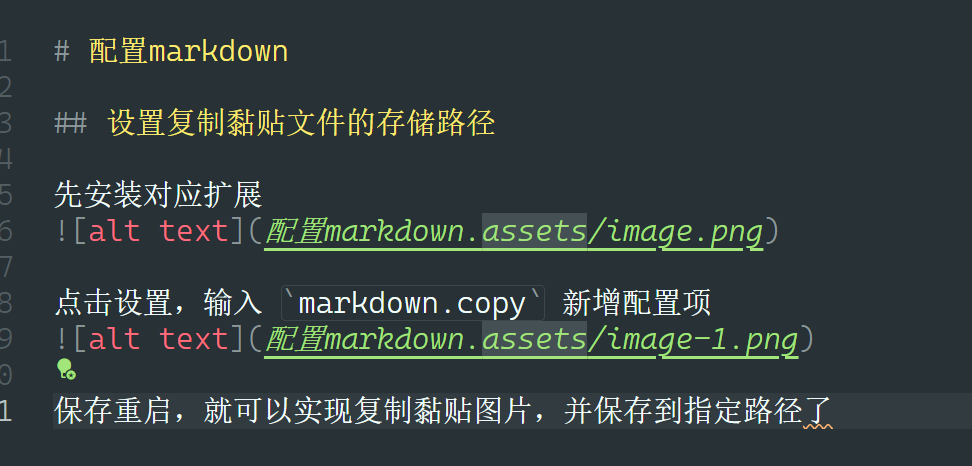 1 # 配置markdown
2
3 ## 设置复制黏贴文件的存储路径
4
5 先安装对应扩展
6 ![alt text](配置markdown.assets/image.png)
7
8 点击设置，输入 `markdown.copy` 新增配置项
9 ![alt text](配置markdown.assets/image-1.png)
0
1 保存重启，就可以实现复制黏贴图片，并保存到指定路径了